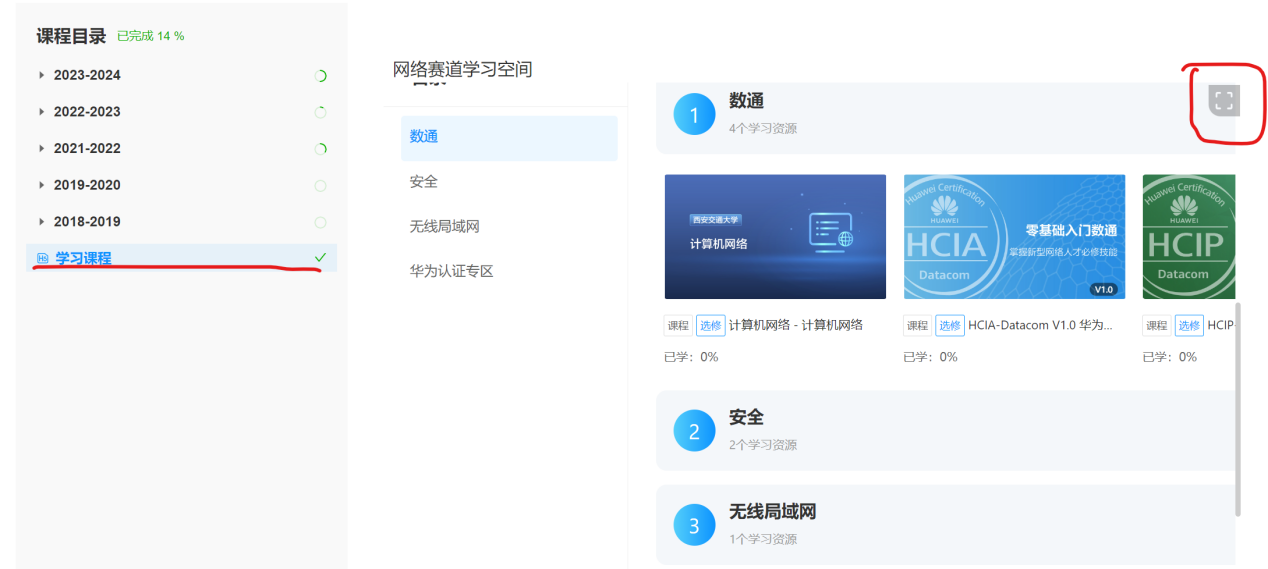 课程目录 已完成 14 %
2023-2024
2022-2023
2021-2022
2019-2020
2018-2019
学习课程
网络赛道学习空间
数通
安全
无线局域网
华为认证专区
1
数通
4个学习资源
西安交通大学
计算机网络
课程 选修 计算机网络 - 计算机网络
已学：0%
Huawei Certification
HUAWEI
HCIA
Datacom
零基础入门数通
掌握新型网络人才必修技能
V1.0
课程 选修 HCIA-Datacom V1.0 华为...
已学：0%
Huawei Certification
HUAWEI
HCIP
Datacom
课程 选修 HCIP
已学：0%
2
安全
2个学习资源
3
无线局域网
1个学习资源